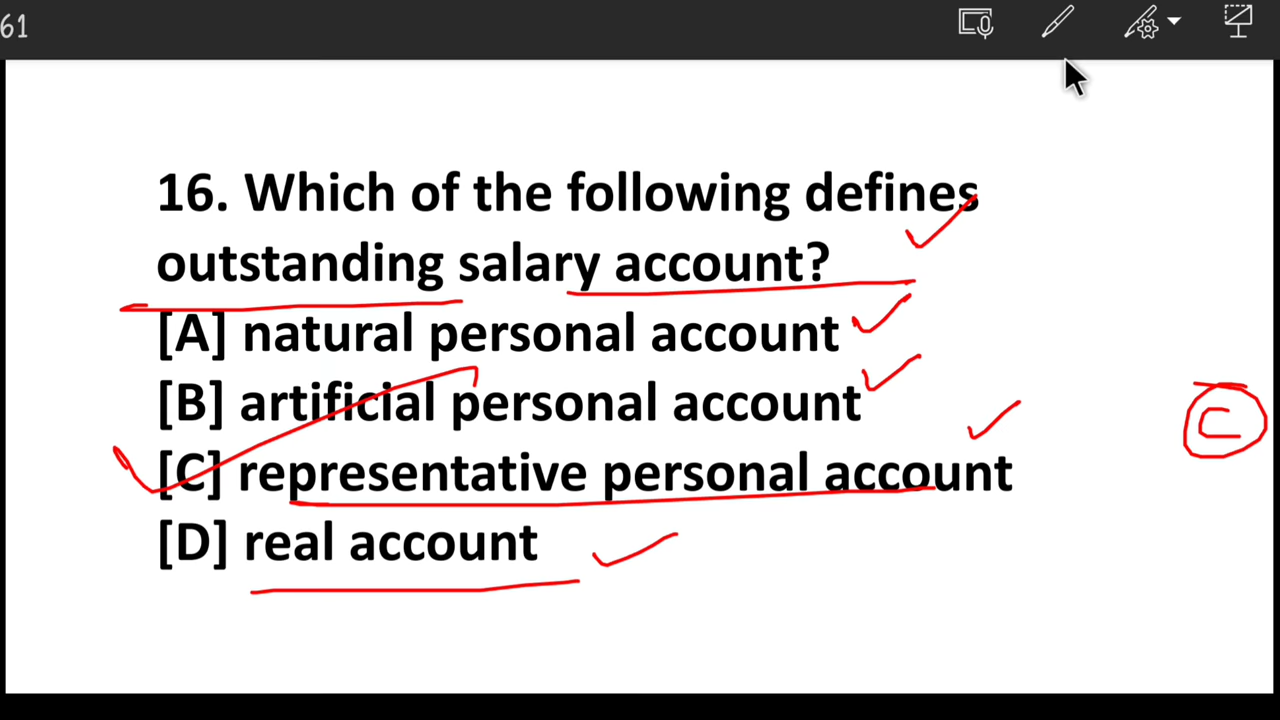 61
16. Which of the following defines
outstanding salary account?
[A] natural personal account
[B] artificial personal account
[C] representative personal account
[D] real account
C